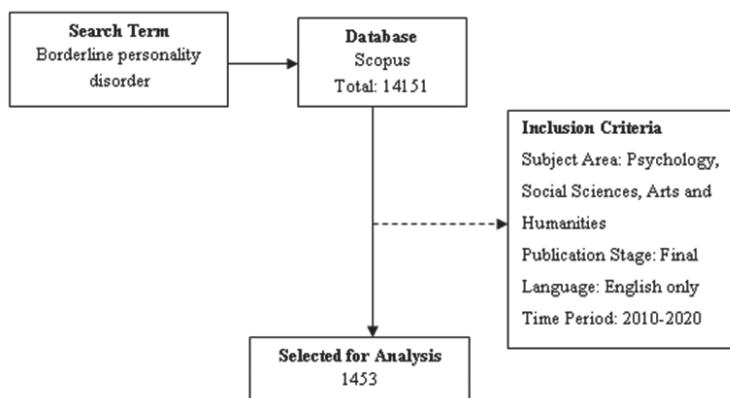 Search Term
Borderline personality
disorder
Database
Scopus
Total: 14151
Inclusion Criteria
Subject Area: Psychology,
Social Sciences, Arts and
Humanities
Publication Stage: Final
Language: English only
Time Period: 2010-2020
Selected for Analysis
1453